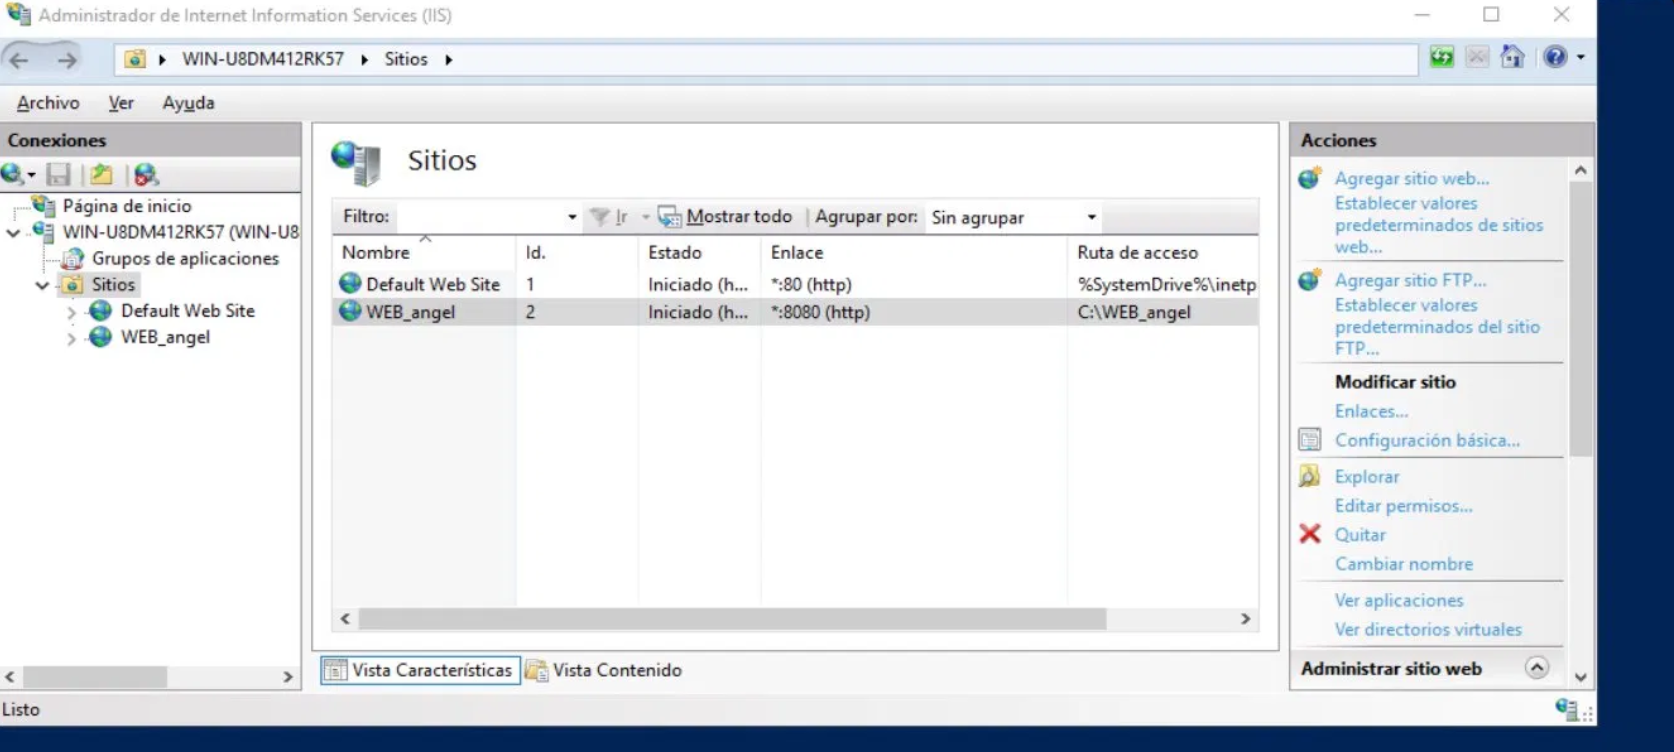 Administrador de Internet Information Services (IIS)
WIN-U8DM412RK57 Sitios
Archivo Ver Ayuda
Conexiones
Página de inicio
WIN-U8DM412RK57 (WIN-U8
Grupos de aplicaciones
Sitios
Default Web Site
WEB_angel
Sitios
Filtro: Ir Mostrar todo Agrupar por: Sin agrupar
Nombre Id. Estado Enlace Ruta de acceso
Default Web Site 1 Iniciado (h... *:80 (http) %SystemDrive%\inetp
WEB_angel 2 Iniciado (h... *:8080 (http) C:\WEB_angel
Vista Características Vista Contenido
Acciones
Agregar sitio web...
Establecer valores
predeterminados de sitios
web...
Agregar sitio FTP...
Establecer valores
predeterminados del sitio
FTP...
Modificar sitio
Enlaces...
Configuración básica...
Explorar
Editar permisos...
Quitar
Cambiar nombre
Ver aplicaciones
Ver directorios virtuales
Administrar sitio web
Listo